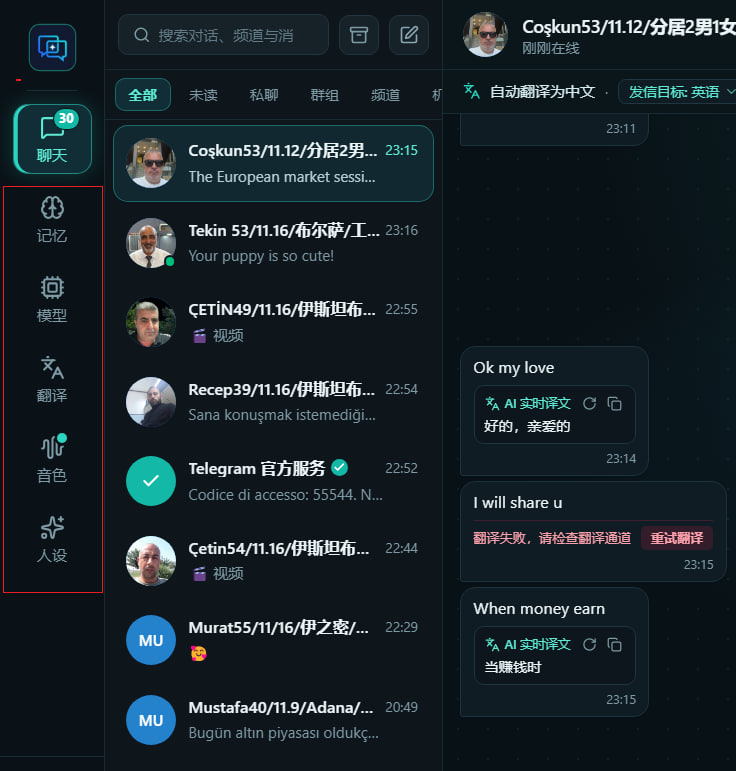 30
聊天
记忆
模型
翻译
音色
人设
搜索对话、频道与消
全部
未读
私聊
群组
频道
Coşkun53/11.12/分居2男... 23:15
The European market sessi...
Tekin 53/11.16/布尔萨/工... 23:16
Your puppy is so cute!
ÇETİN49/11.16/伊斯坦布... 22:55
视频
Recep39/11.16/伊斯坦布... 22:54
Sana konuşmak istemediği...
Telegram 官方服务 22:52
Codice di accesso: 55544. N...
Çetin54/11.16/伊斯坦布... 22:44
视频
MU
Murat55/11/16/伊之密/... 22:29
MU
Mustafa40/11.9/Adana/... 20:49
Bugün altın piyasası oldukç...
Coşkun53/11.12/分居2男1女
刚刚在线
自动翻译为中文 · 发信目标: 英语
23:11
Ok my love
AI 实时译文
好的，亲爱的
23:14
I will share u
翻译失败，请检查翻译通道 重试翻译
23:15
When money earn
AI 实时译文
当赚钱时
23:15